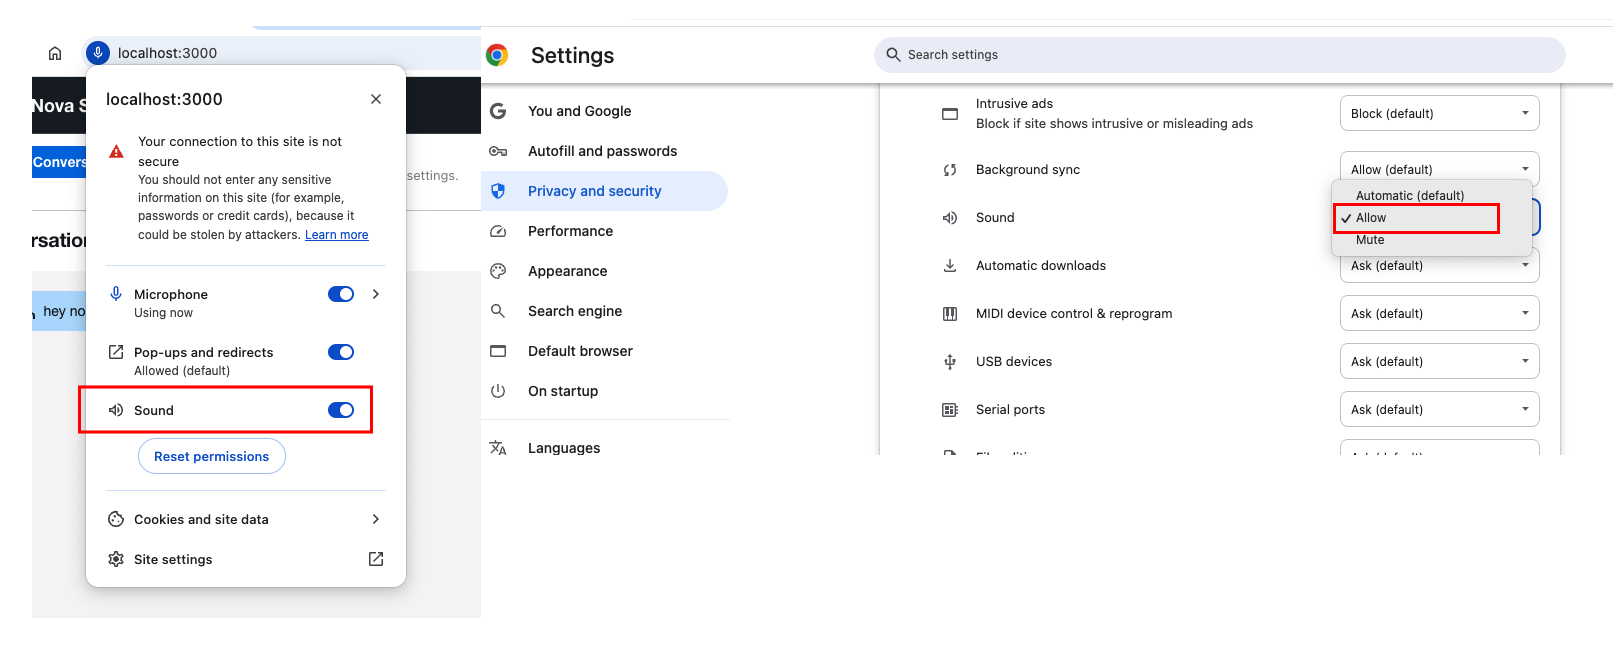 localhost:3000
Nova S
Convers
settings.
rsation
hey no
localhost:3000
Your connection to this site is not
secure
You should not enter any sensitive
information on this site (for example,
passwords or credit cards), because it
could be stolen by attackers. Learn more
Microphone
Using now
Pop-ups and redirects
Allowed (default)
Sound
Reset permissions
Cookies and site data
Site settings
Settings
Search settings
You and Google
Autofill and passwords
Privacy and security
Performance
Appearance
Search engine
Default browser
On startup
Languages
Intrusive ads
Block if site shows intrusive or misleading ads
Block (default)
Background sync
Allow (default)
Sound
Automatic (default)
Allow
Mute
Automatic downloads
Ask (default)
MIDI device control & reprogram
Ask (default)
USB devices
Ask (default)
Serial ports
Ask (default)